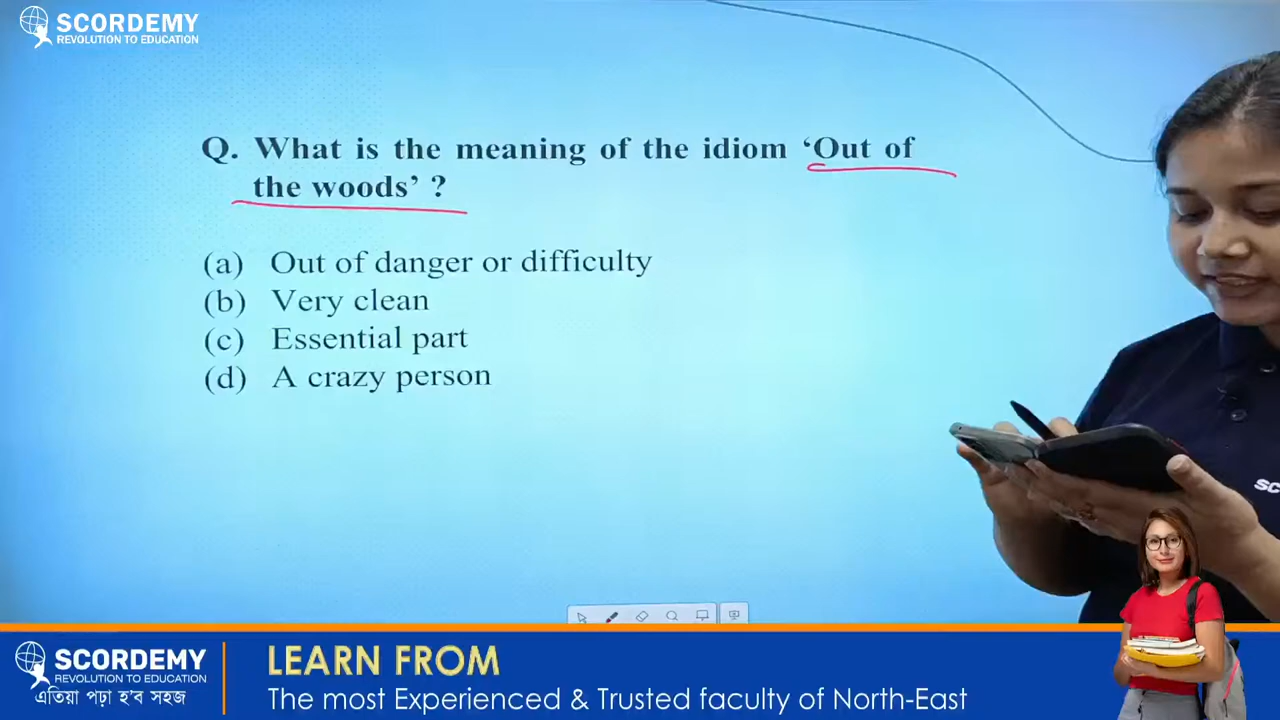 SCORDEMY
REVOLUTION TO EDUCATION
Q. What is the meaning of the idiom ‘Out of
the woods’ ?
(a) Out of danger or difficulty
(b) Very clean
(c) Essential part
(d) A crazy person
SC
SCORDEMY
REVOLUTION TO EDUCATION
এতিয়া পঢ়া হ'ব সহজ
LEARN FROM
The most Experienced & Trusted faculty of North-East